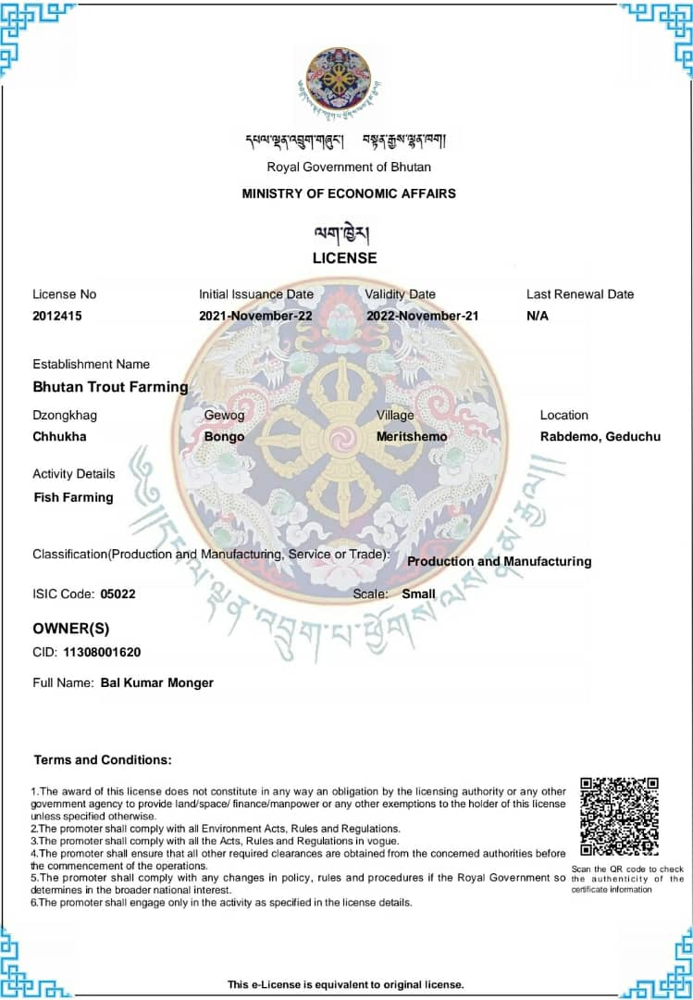 དཔལ་ལྡན་འབྲུག་གཞུང་། བསྟན་རྒྱས་ལྷན་ཁག།
Royal Government of Bhutan
MINISTRY OF ECONOMIC AFFAIRS
ལག་ཁྱེར།
LICENSE
License No Initial Issuance Date Validity Date Last Renewal Date
2012415 2021-November-22 2022-November-21 N/A
Establishment Name
Bhutan Trout Farming
Dzongkhag Gewog Village Location
Chhukha Bongo Meritshemo Rabdemo, Geduchu
Activity Details
Fish Farming
Classification(Production and Manufacturing, Service or Trade): Production and Manufacturing
ISIC Code: 05022 Scale: Small
OWNER(S)
CID: 11308001620
Full Name: Bal Kumar Monger
Terms and Conditions:
1.The award of this license does not constitute in any way an obligation by the licensing authority or any other
government agency to provide land/space/ finance/manpower or any other exemptions to the holder of this license
unless specified otherwise.
2.The promoter shall comply with all Environment Acts, Rules and Regulations.
3.The promoter shall comply with all the Acts, Rules and Regulations in vogue.
4.The promoter shall ensure that all other required clearances are obtained from the concerned authorities before
the commencement of the operations.
5.The promoter shall comply with any changes in policy, rules and procedures if the Royal Government so
determines in the broader national interest.
6.The promoter shall engage only in the activity as specified in the license details.
Scan the QR code to check
the authenticity of the
certificate information
This e-License is equivalent to original license.